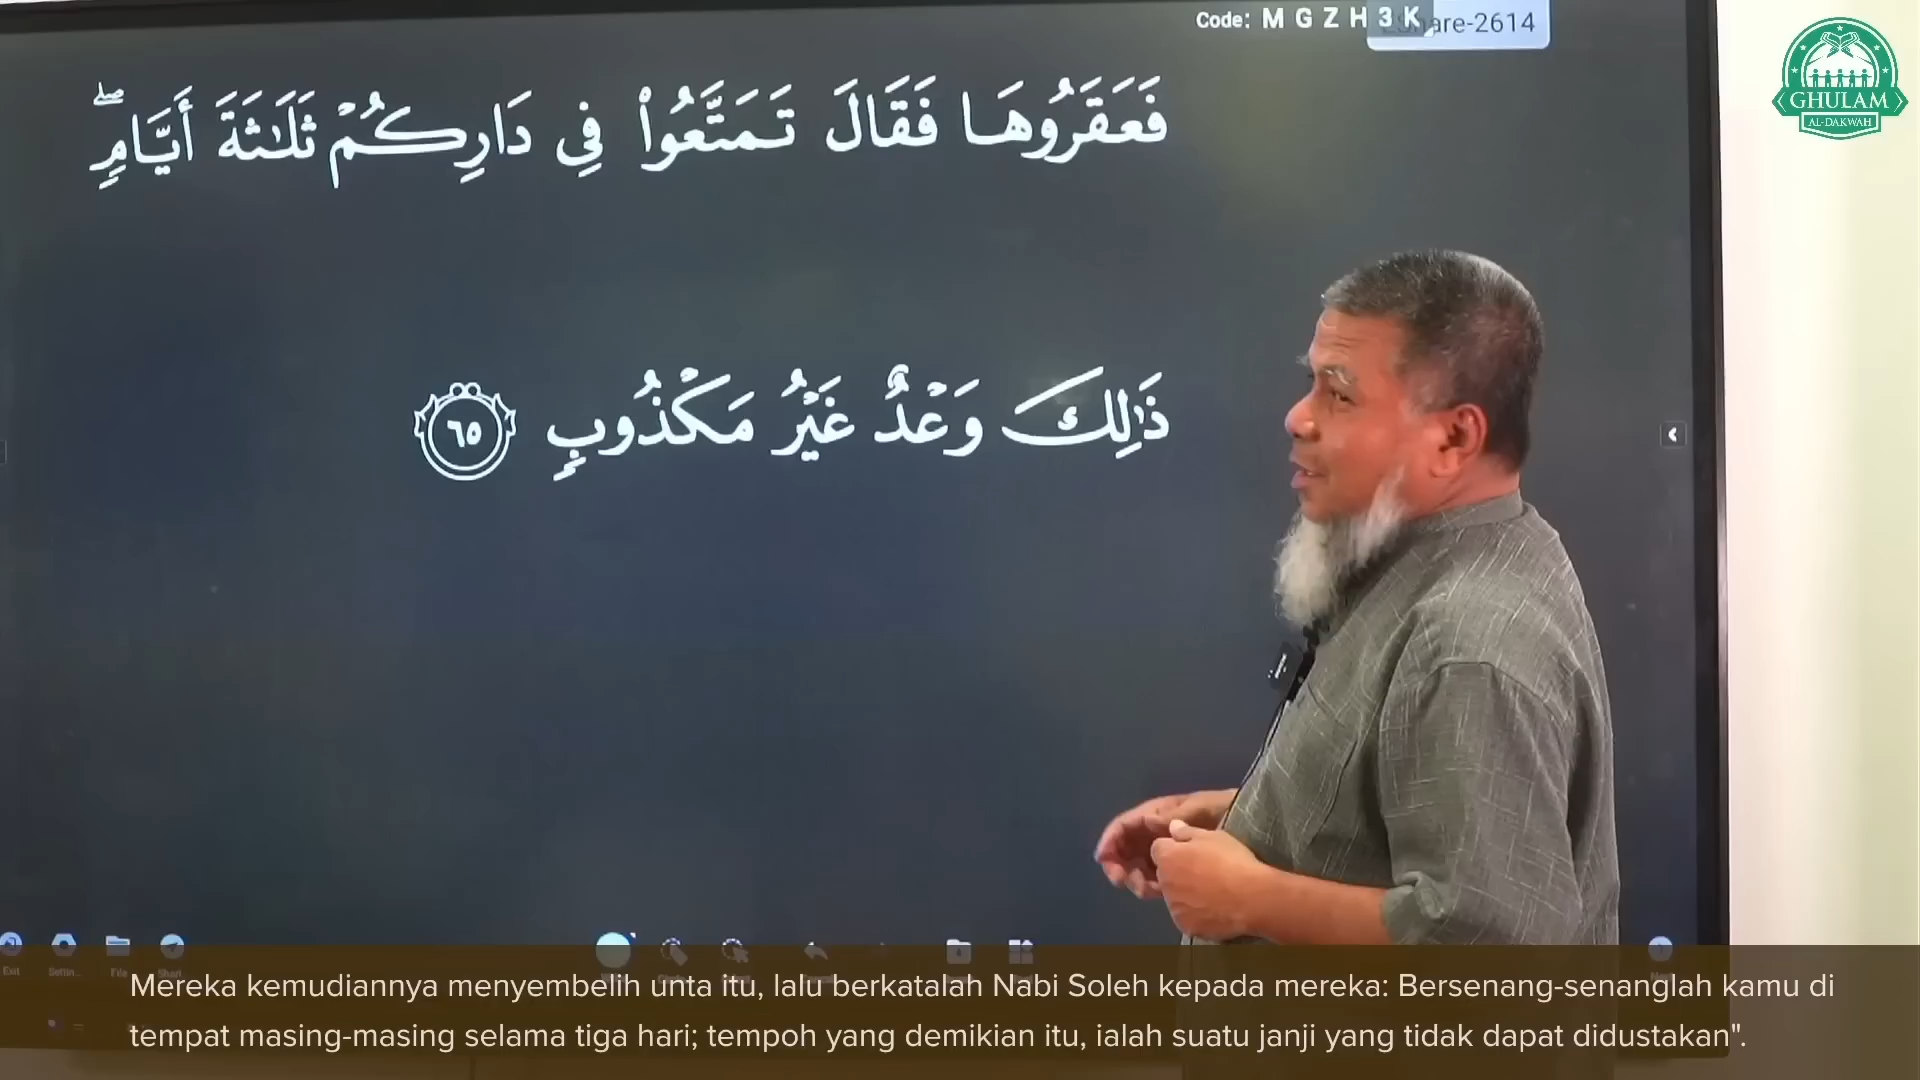 Code: M G Z H 3 K
are-2614
GHULAM
AL-DAKWAH
فَعَقَرُوهَا فَقَالَ تَمَتَّعُوا۟ فِى دَارِكُمْ ثَلَـٰثَةَ أَيَّامٍۢ ۖ
ذَٰلِكَ وَعْدٌ غَيْرُ مَكْذُوبٍۢ ٦٥
Exit
File
Mereka kemudiannya menyembelih unta itu, lalu berkatalah Nabi Soleh kepada mereka: Bersenang-senanglah kamu di
tempat masing-masing selama tiga hari; tempoh yang demikian itu, ialah suatu janji yang tidak dapat didustakan".